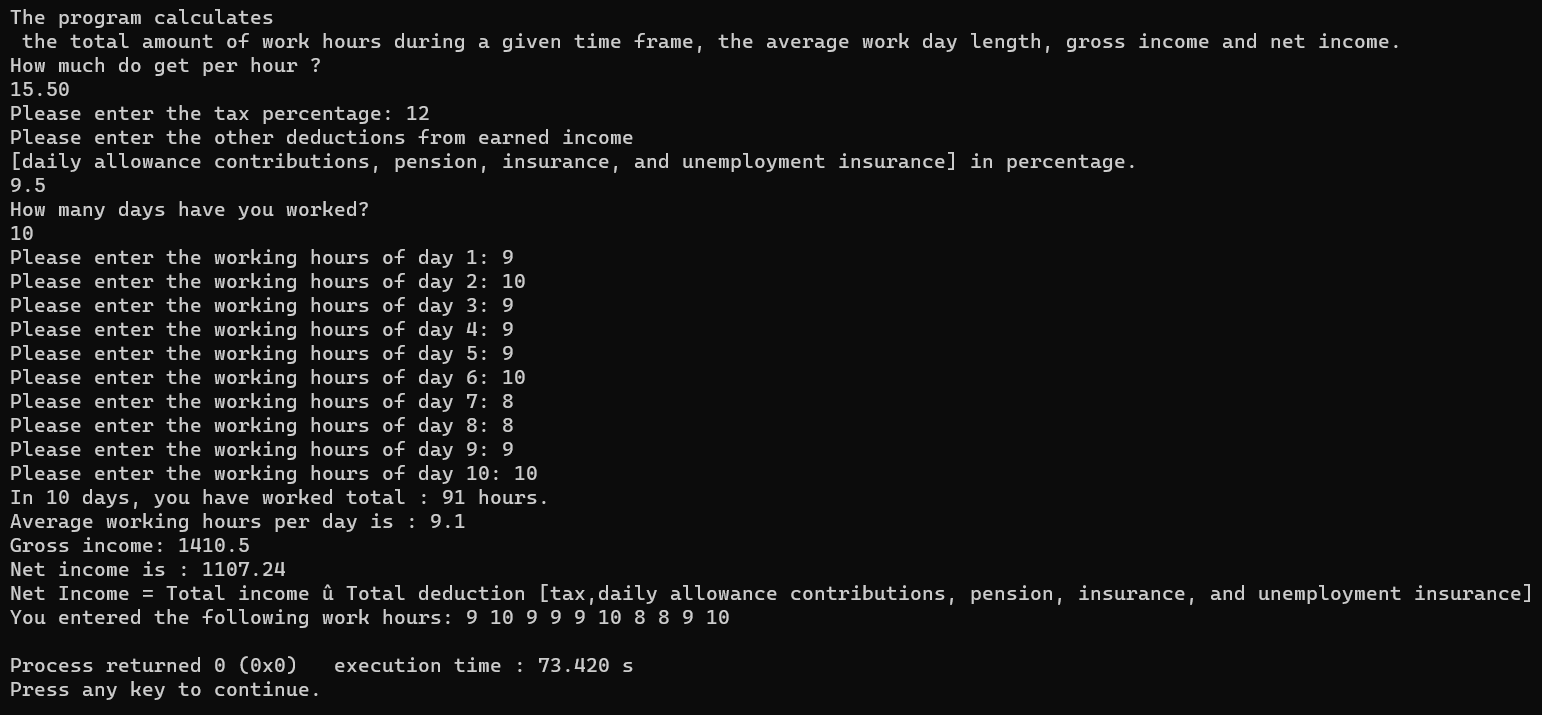 The program calculates
 the total amount of work hours during a given time frame, the average work day length, gross income and net income.
How much do get per hour ?
15.50
Please enter the tax percentage: 12
Please enter the other deductions from earned income
[daily allowance contributions, pension, insurance, and unemployment insurance] in percentage.
9.5
How many days have you worked?
10
Please enter the working hours of day 1: 9
Please enter the working hours of day 2: 10
Please enter the working hours of day 3: 9
Please enter the working hours of day 4: 9
Please enter the working hours of day 5: 9
Please enter the working hours of day 6: 10
Please enter the working hours of day 7: 8
Please enter the working hours of day 8: 8
Please enter the working hours of day 9: 9
Please enter the working hours of day 10: 10
In 10 days, you have worked total : 91 hours.
Average working hours per day is : 9.1
Gross income: 1410.5
Net income is : 1107.24
Net Income = Total income û Total deduction [tax,daily allowance contributions, pension, insurance, and unemployment insurance]
You entered the following work hours: 9 10 9 9 9 10 8 8 9 10

Process returned 0 (0x0)   execution time : 73.420 s
Press any key to continue.